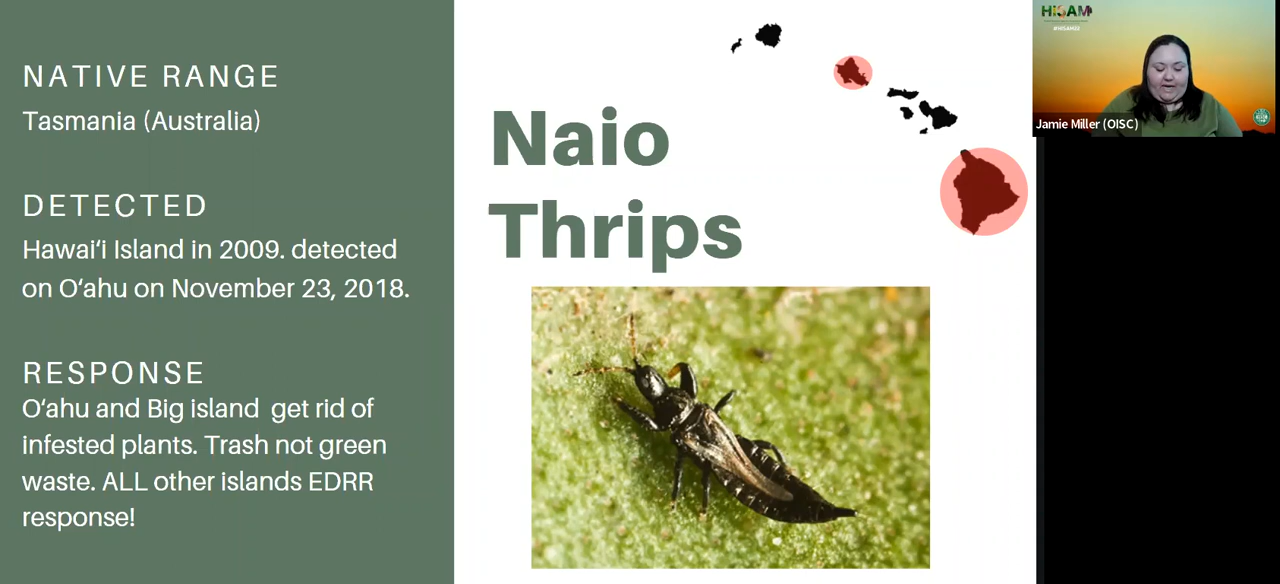 NATIVE RANGE
Tasmania (Australia)
DETECTED
Hawaiʻi Island in 2009. detected
on Oʻahu on November 23, 2018.
RESPONSE
Oʻahu and Big island  get rid of
infested plants. Trash not green
waste. ALL other islands EDRR
response!
Naio
Thrips
HISAM
#HISAM22
Jamie Miller (OISC)